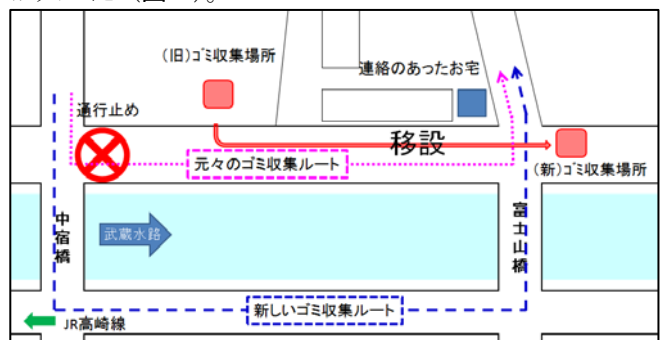 (旧)ゴミ収集場所
連絡のあったお宅
通行止め
移設
元々のゴミ収集ルート
(新)ゴミ収集場所
中宿橋
武蔵水路
富士山橋
新しいゴミ収集ルート
JR高崎線